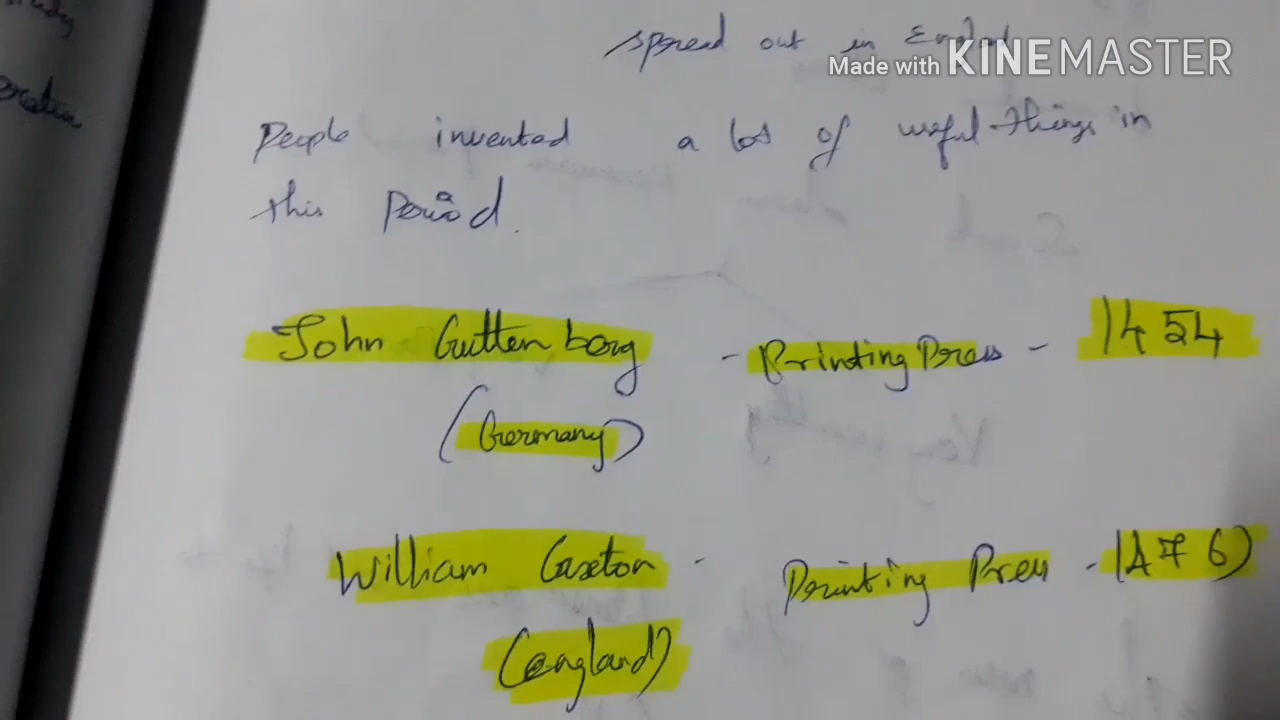 spread out in
Made with KINEMASTER
People invented a lot of useful things in
this Period.
John Guttenberg - Printing Press - 1454
(Germany)
William Caxton - Printing Press - 1476)
(England)